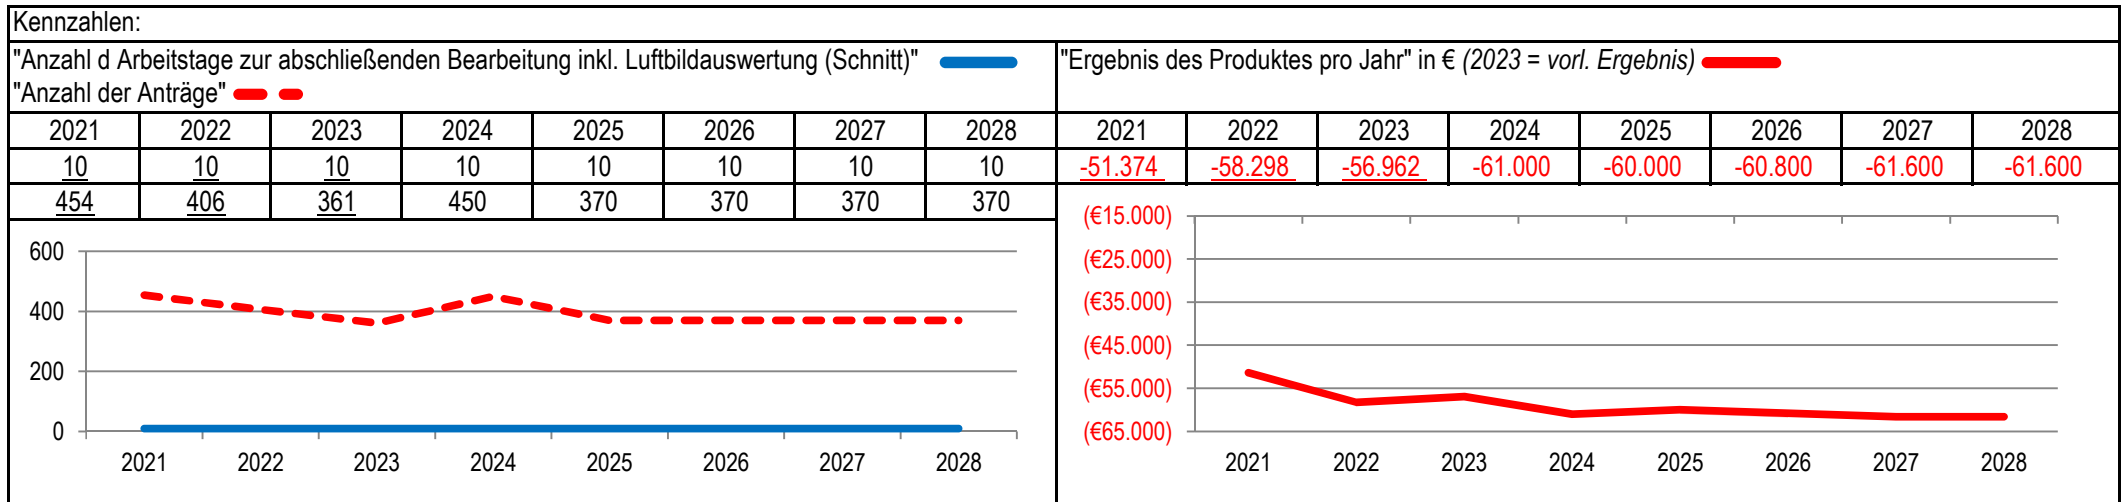 Kennzahlen:
"Anzahl d Arbeitstage zur abschließenden Bearbeitung inkl. Luftbildauswertung (Schnitt)"
"Anzahl der Anträge"
2021 2022 2023 2024 2025 2026 2027 2028
10 10 10 10 10 10 10 10
454 406 361 450 370 370 370 370
600
400
200
0
2021 2022 2023 2024 2025 2026 2027 2028
"Ergebnis des Produktes pro Jahr" in € (2023 = vorl. Ergebnis)
2021 2022 2023 2024 2025 2026 2027 2028
-51.374 -58.298 -56.962 -61.000 -60.000 -60.800 -61.600 -61.600
(€15.000)
(€25.000)
(€35.000)
(€45.000)
(€55.000)
(€65.000)
2021 2022 2023 2024 2025 2026 2027 2028